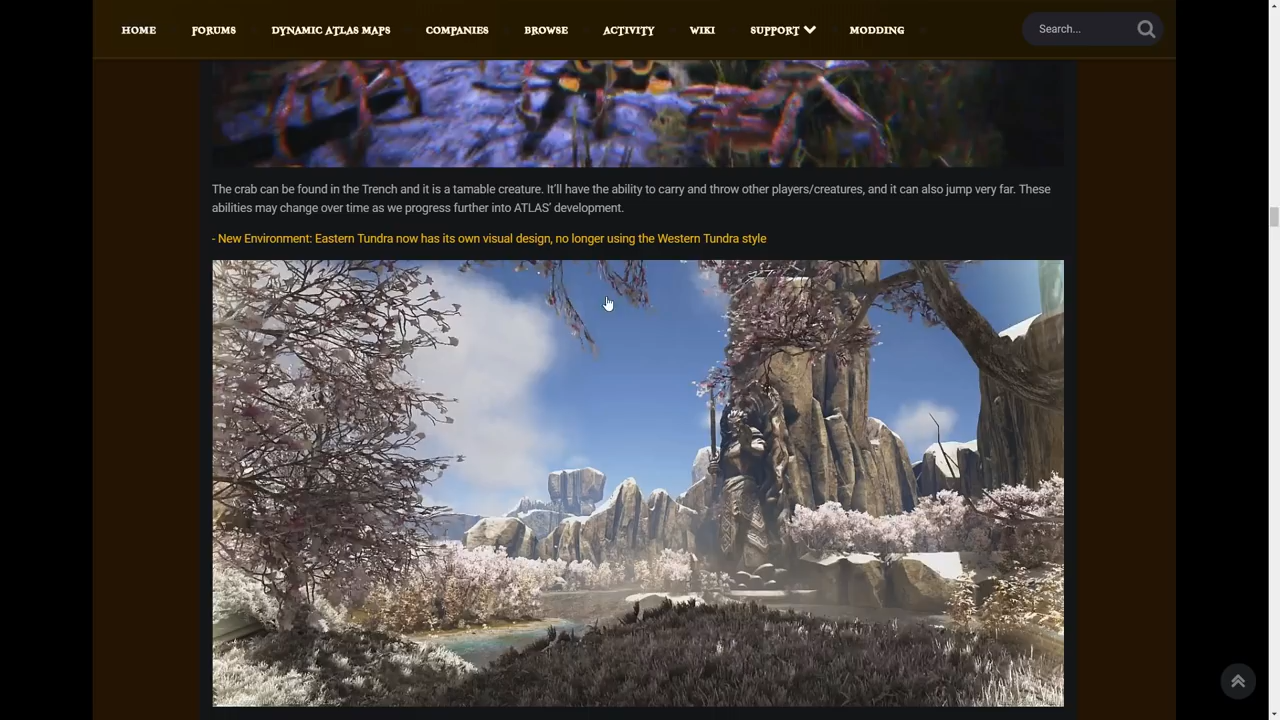 HOME FORUMS DYNAMIC ATLAS MAPS COMPANIES BROWSE ACTIVITY WIKI SUPPORT MODDING Search...
The crab can be found in the Trench and it is a tamable creature. It'll have the ability to carry and throw other players/creatures, and it can also jump very far. These
abilities may change over time as we progress further into ATLAS' development.
- New Environment: Eastern Tundra now has its own visual design, no longer using the Western Tundra style